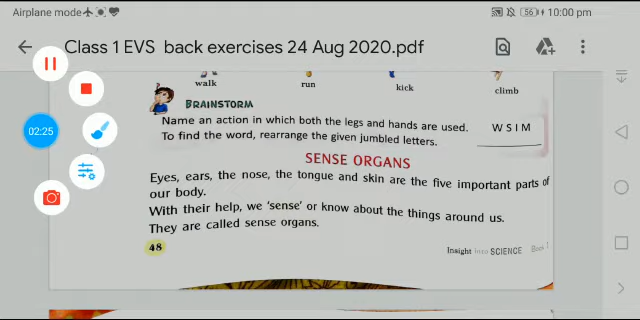 Airplane mode 56 10:00 pm
Class 1 EVS back exercises 24 Aug 2020.pdf
walk run kick climb
BRAINSTORM
Name an action in which both the legs and hands are used. W S I M
To find the word, rearrange the given jumbled letters.
02:25
SENSE ORGANS
Eyes, ears, the nose, the tongue and skin are the five important parts of
our body.
With their help, we 'sense' or know about the things around us.
They are called sense organs.
48
Insight Into SCIENCE Book 1